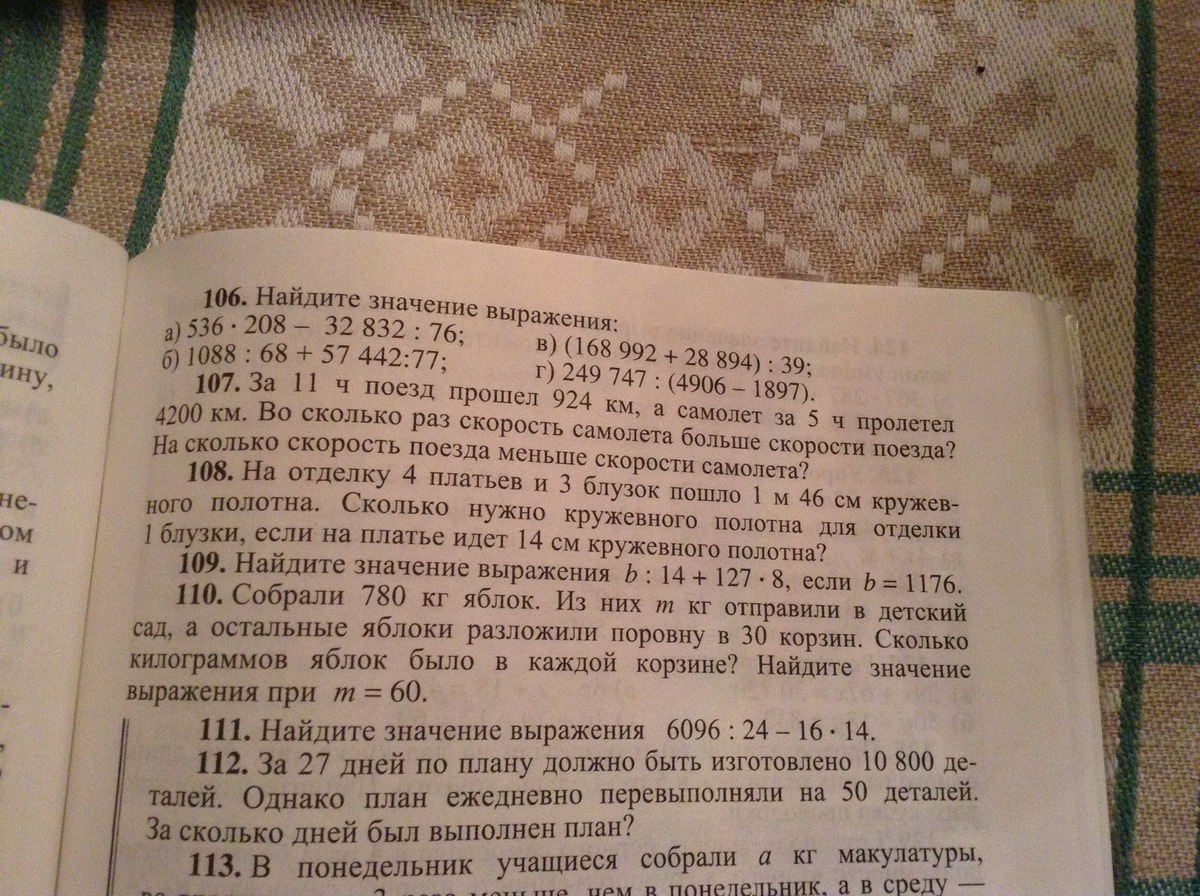 было
ину,
не-
ом
и
106. Найдите значение выражения:
а) 536 · 208 – 32 832 : 76;
в) (168 992 + 28 894) : 39;
б) 1088 : 68 + 57 442:77;
г) 249 747 : (4906 – 1897).
107. За 11 ч поезд прошел 924 км, а самолет за 5 ч пролетел
4200 км. Во сколько раз скорость самолета больше скорости поезда?
На сколько скорость поезда меньше скорости самолета?
108. На отделку 4 платьев и 3 блузок пошло 1 м 46 см кружев-
ного полотна. Сколько нужно кружевного полотна для отделки
1 блузки, если на платье идет 14 см кружевного полотна?
109. Найдите значение выражения b : 14 + 127 · 8, если b = 1176.
110. Собрали 780 кг яблок. Из них m кг отправили в детский
сад, а остальные яблоки разложили поровну в 30 корзин. Сколько
килограммов яблок было в каждой корзине? Найдите значение
выражения при m = 60.
111. Найдите значение выражения 6096 : 24 – 16 · 14.
112. За 27 дней по плану должно быть изготовлено 10 800 де-
талей. Однако план ежедневно перевыполняли на 50 деталей.
За сколько дней был выполнен план?
113. В понедельник учащиеся собрали a кг макулатуры,
меньше, чем в понедельник, а в среду —